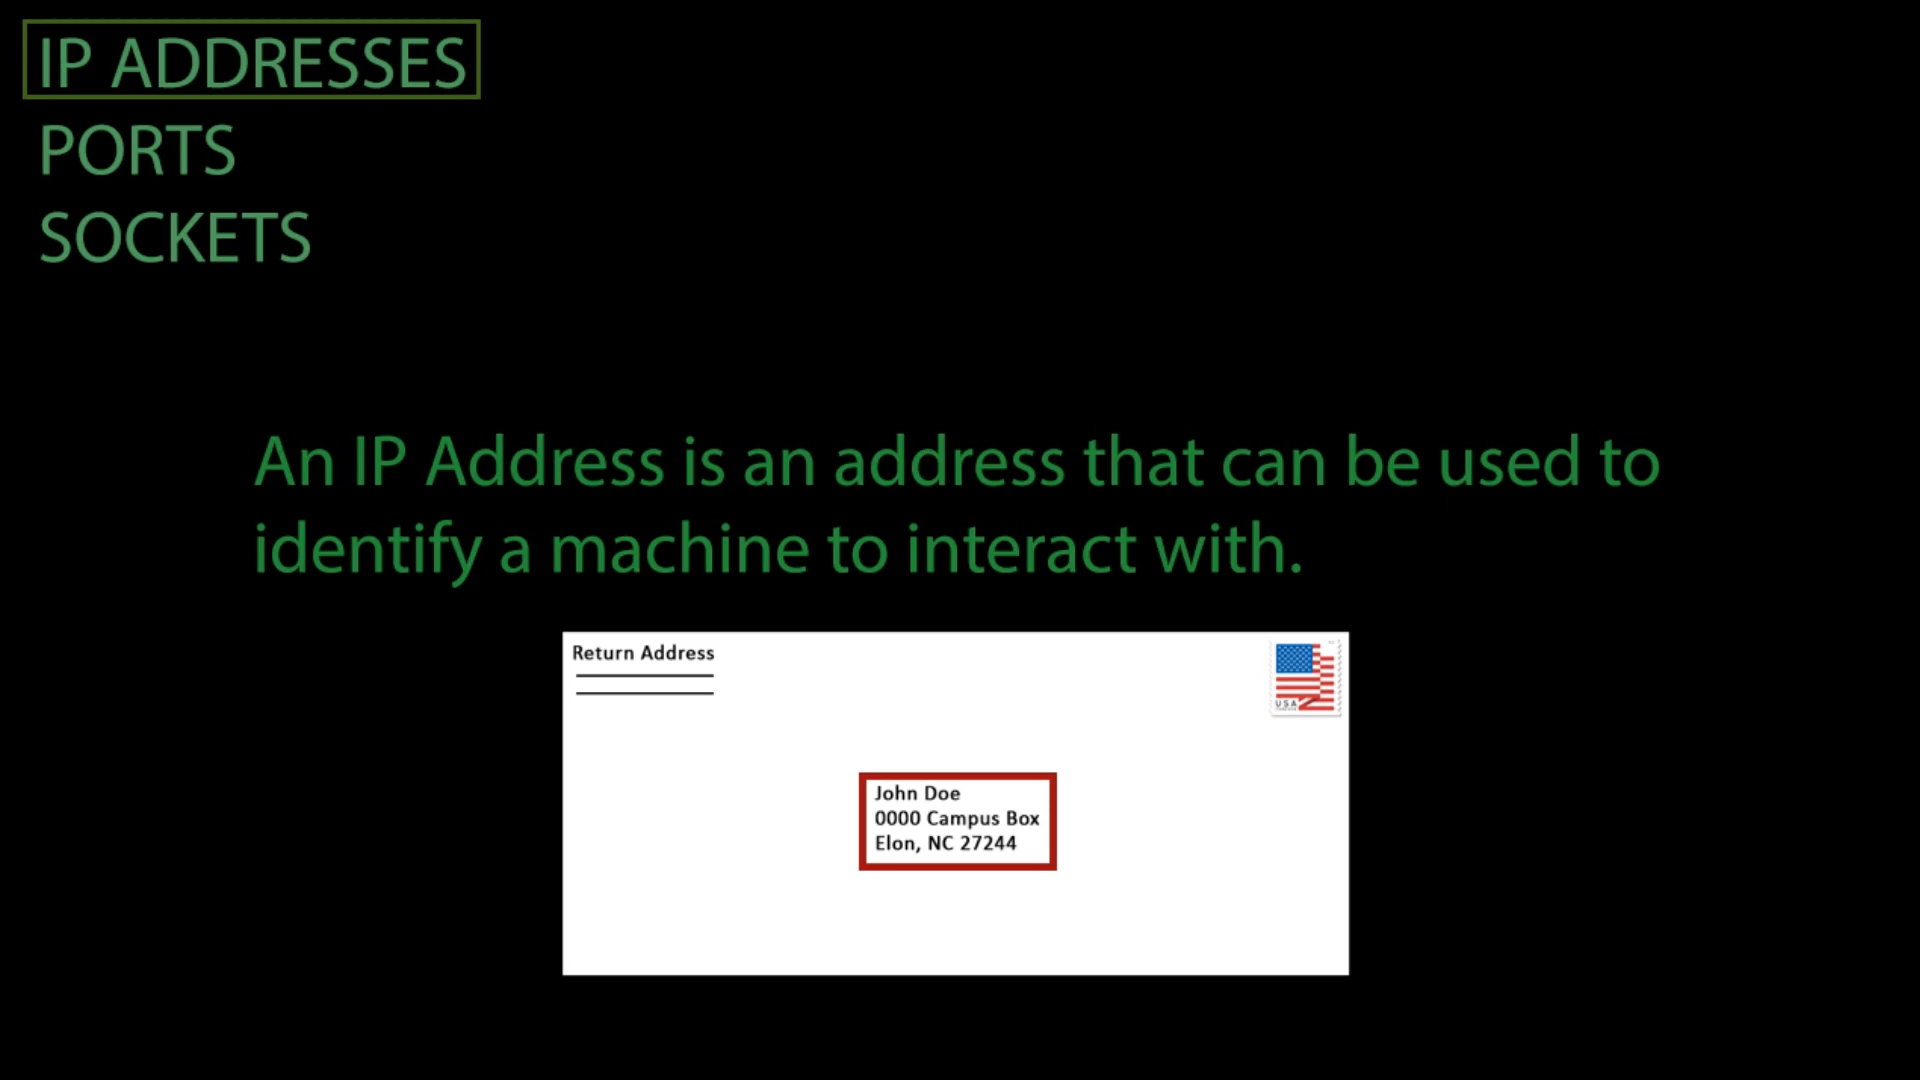 IP ADDRESSES
PORTS
SOCKETS
An IP Address is an address that can be used to
identify a machine to interact with.
Return Address
USA
John Doe
0000 Campus Box
Elon, NC 27244